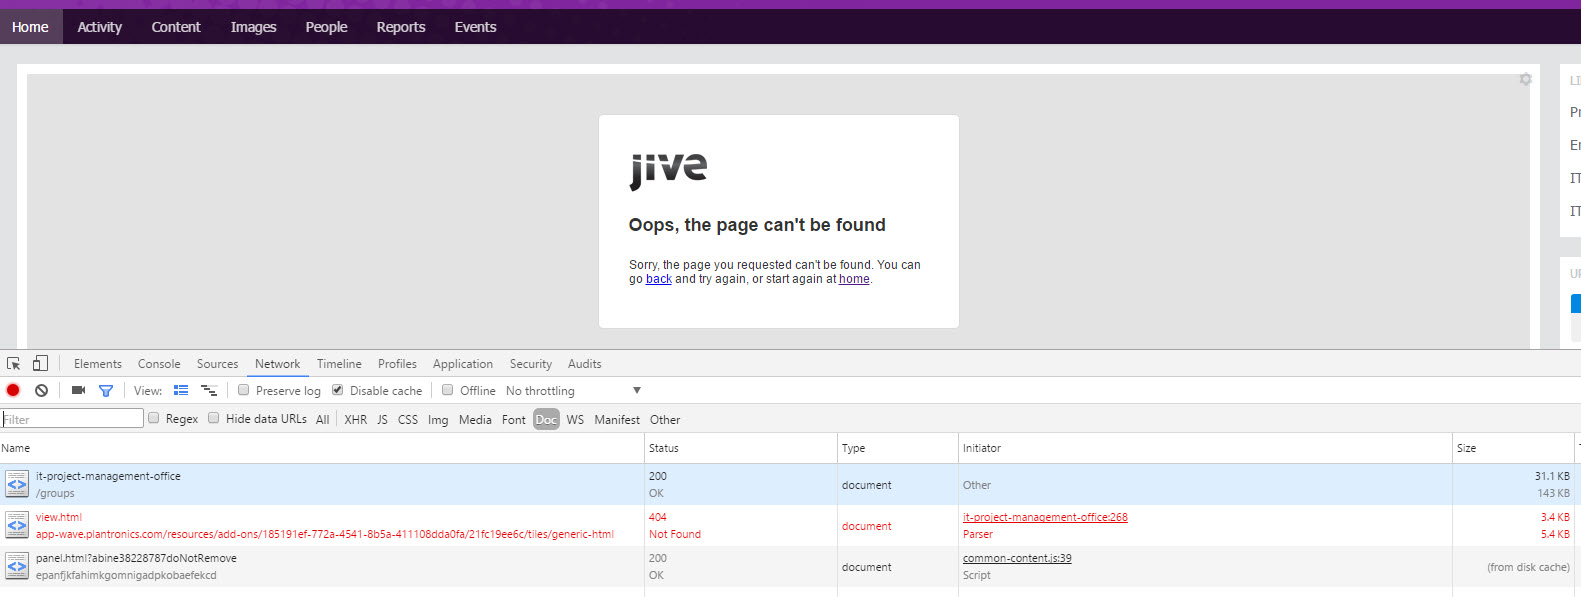 Home Activity Content Images People Reports Events
LI
Pr
En
IT
IT
jive
Oops, the page can't be found
Sorry, the page you requested can't be found. You can
go back and try again, or start again at home.
Elements Console Sources Network Timeline Profiles Application Security Audits
View: Preserve log Disable cache Offline No throttling
Filter Regex Hide data URLs All XHR JS CSS Img Media Font Doc WS Manifest Other
Name Status Type Initiator Size
it-project-management-office 200 document Other 31.1 KB
/groups OK 143 KB
view.html 404 document it-project-management-office:268 3.4 KB
app-wave.plantronics.com/resources/add-ons/185191ef-772a-4541-8b5a-411108dda0fa/21fc19ee6c/tiles/generic-html Not Found Parser 5.4 KB
panel.html?abine38228787doNotRemove 200 document common-content.js:39 (from disk cache)
epanfjkfahimkgomnigadpkobaefekcd OK Script